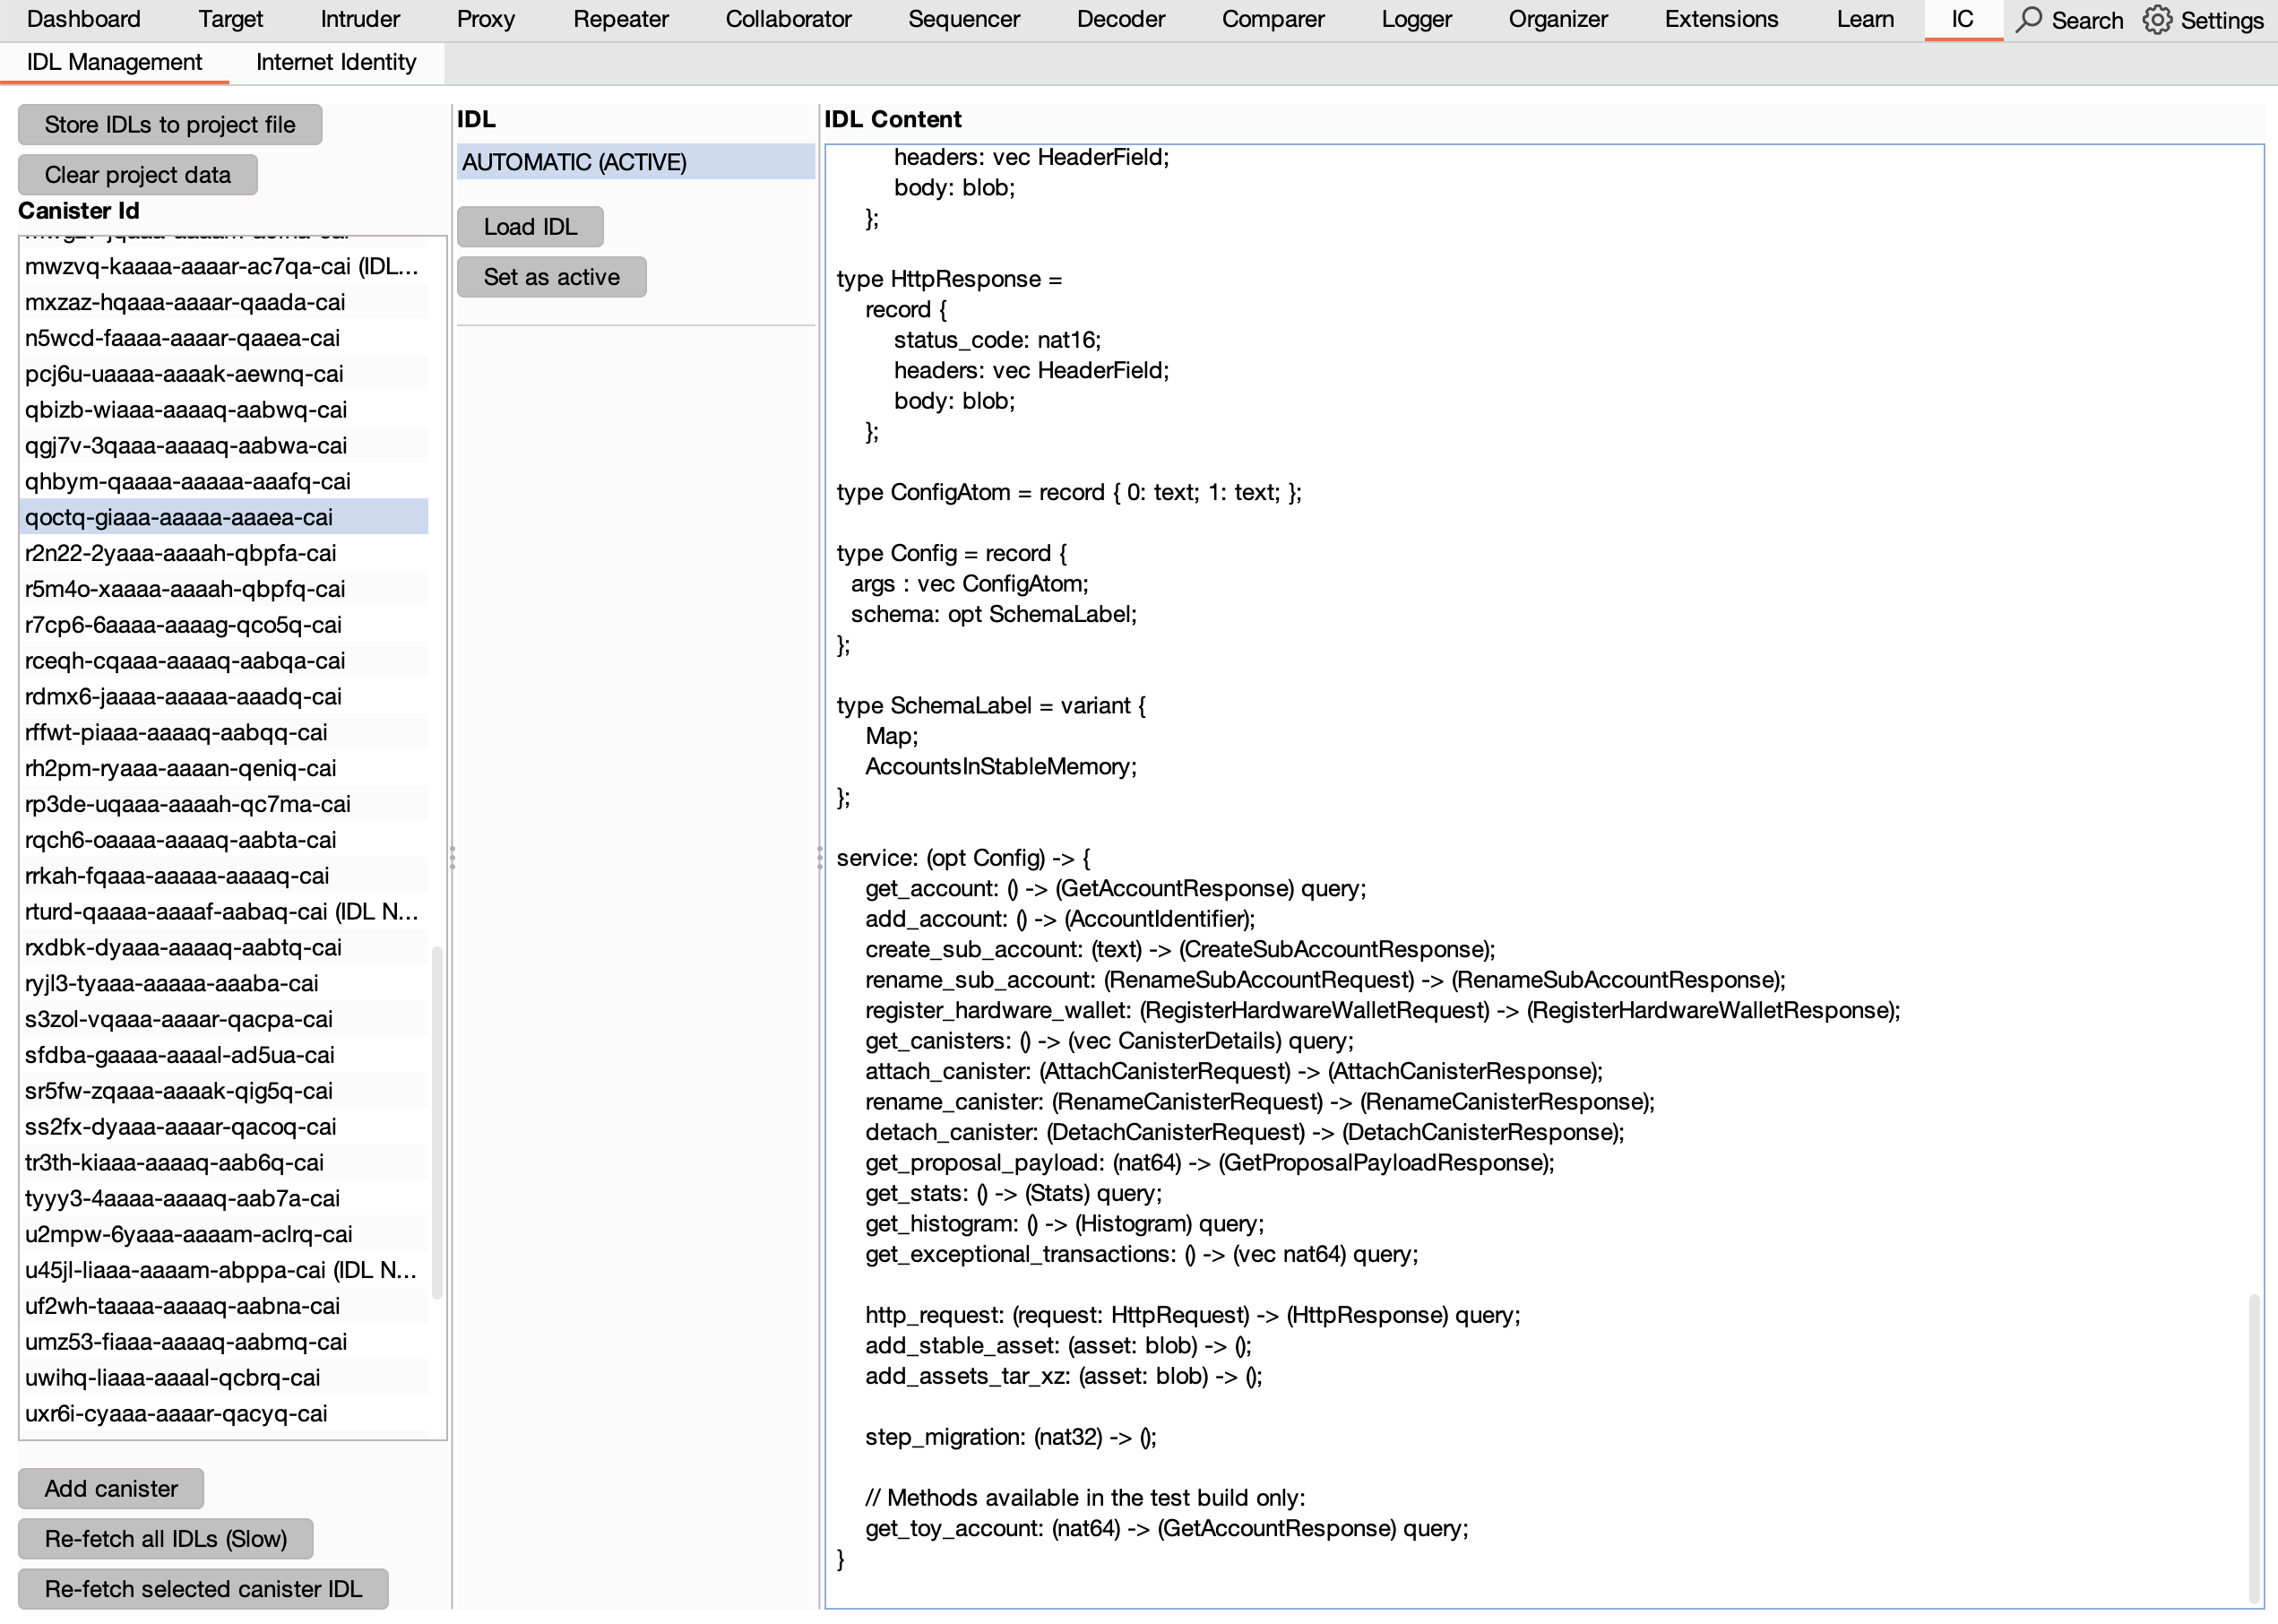 Dashboard Target Intruder Proxy Repeater Collaborator Sequencer Decoder Comparer Logger Organizer Extensions Learn IC Search Settings
IDL Management Internet Identity
Store IDLs to project file
Clear project data
Canister Id
mwzvq-kaaaa-aaaar-ac7qa-cai (IDL...
mxzaz-hqaaa-aaaar-qaada-cai
n5wcd-faaaa-aaaar-qaaea-cai
pcj6u-uaaaa-aaaak-aewnq-cai
qbizb-wiaaa-aaaaq-aabwq-cai
qgj7v-3qaaa-aaaaq-aabwa-cai
qhbym-qaaaa-aaaaa-aaafq-cai
qoctq-giaaa-aaaaa-aaaea-cai
r2n22-2yaaa-aaaah-qbpfa-cai
r5m4o-xaaaa-aaaah-qbpfq-cai
r7cp6-6aaaa-aaaag-qco5q-cai
rceqh-cqaaa-aaaaq-aabqa-cai
rdmx6-jaaaa-aaaaa-aaadq-cai
rffwt-piaaa-aaaaq-aabqq-cai
rh2pm-ryaaa-aaaan-qeniq-cai
rp3de-uqaaa-aaaah-qc7ma-cai
rqch6-oaaaa-aaaaq-aabta-cai
rrkah-fqaaa-aaaaa-aaaaq-cai
rturd-qaaaa-aaaaf-aabaq-cai (IDL N...
rxdbk-dyaaa-aaaaq-aabtq-cai
ryjl3-tyaaa-aaaaa-aaaba-cai
s3zol-vqaaa-aaaar-qacpa-cai
sfdba-gaaaa-aaaal-ad5ua-cai
sr5fw-zqaaa-aaaak-qig5q-cai
ss2fx-dyaaa-aaaar-qacoq-cai
tr3th-kiaaa-aaaaq-aab6q-cai
tyyy3-4aaaa-aaaaq-aab7a-cai
u2mpw-6yaaa-aaaam-aclrq-cai
u45jl-liaaa-aaaam-abppa-cai (IDL N...
uf2wh-taaaa-aaaaq-aabna-cai
umz53-fiaaa-aaaaq-aabmq-cai
uwihq-liaaa-aaaal-qcbrq-cai
uxr6i-cyaaa-aaaar-qacyq-cai
Add canister
Re-fetch all IDLs (Slow)
Re-fetch selected canister IDL
IDL
AUTOMATIC (ACTIVE)
Load IDL
Set as active
IDL Content
headers: vec HeaderField;
body: blob;
};
type HttpResponse =
record {
status_code: nat16;
headers: vec HeaderField;
body: blob;
};
type ConfigAtom = record { 0: text; 1: text; };
type Config = record {
args : vec ConfigAtom;
schema: opt SchemaLabel;
};
type SchemaLabel = variant {
Map;
AccountsInStableMemory;
};
service: (opt Config) -> {
get_account: () -> (GetAccountResponse) query;
add_account: () -> (AccountIdentifier);
create_sub_account: (text) -> (CreateSubAccountResponse);
rename_sub_account: (RenameSubAccountRequest) -> (RenameSubAccountResponse);
register_hardware_wallet: (RegisterHardwareWalletRequest) -> (RegisterHardwareWalletResponse);
get_canisters: () -> (vec CanisterDetails) query;
attach_canister: (AttachCanisterRequest) -> (AttachCanisterResponse);
rename_canister: (RenameCanisterRequest) -> (RenameCanisterResponse);
detach_canister: (DetachCanisterRequest) -> (DetachCanisterResponse);
get_proposal_payload: (nat64) -> (GetProposalPayloadResponse);
get_stats: () -> (Stats) query;
get_histogram: () -> (Histogram) query;
get_exceptional_transactions: () -> (vec nat64) query;
http_request: (request: HttpRequest) -> (HttpResponse) query;
add_stable_asset: (asset: blob) -> ();
add_assets_tar_xz: (asset: blob) -> ();
step_migration: (nat32) -> ();
// Methods available in the test build only:
get_toy_account: (nat64) -> (GetAccountResponse) query;
}